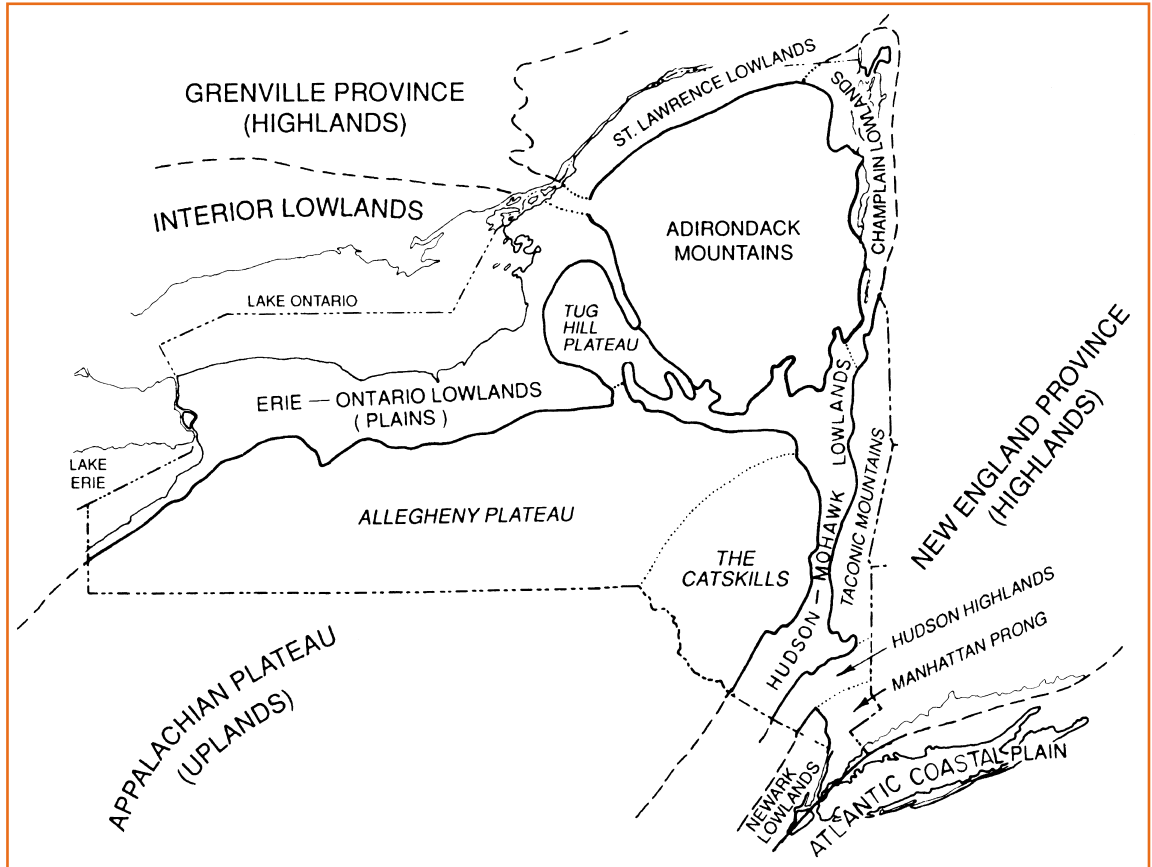 GRENVILLE PROVINCE
(HIGHLANDS)
ST. LAWRENCE LOWLANDS
CHAMPLAIN LOWLANDS
LOWLANDS
INTERIOR LOWLANDS
ADIRONDACK
MOUNTAINS
LAKE ONTARIO
TUG
HILL
PLATEAU
ERIE — ONTARIO LOWLANDS
( PLAINS )
LAKE
ERIE
ALLEGHENY PLATEAU
THE
CATSKILLS
HUDSON — MOHAWK LOWLANDS
TACONIC MOUNTAINS
NEW ENGLAND PROVINCE
(HIGHLANDS)
HUDSON HIGHLANDS
MANHATTAN PRONG
APPALACHIAN PLATEAU
(UPLANDS)
NEWARK
LOWLANDS
ATLANTIC COASTAL PLAIN